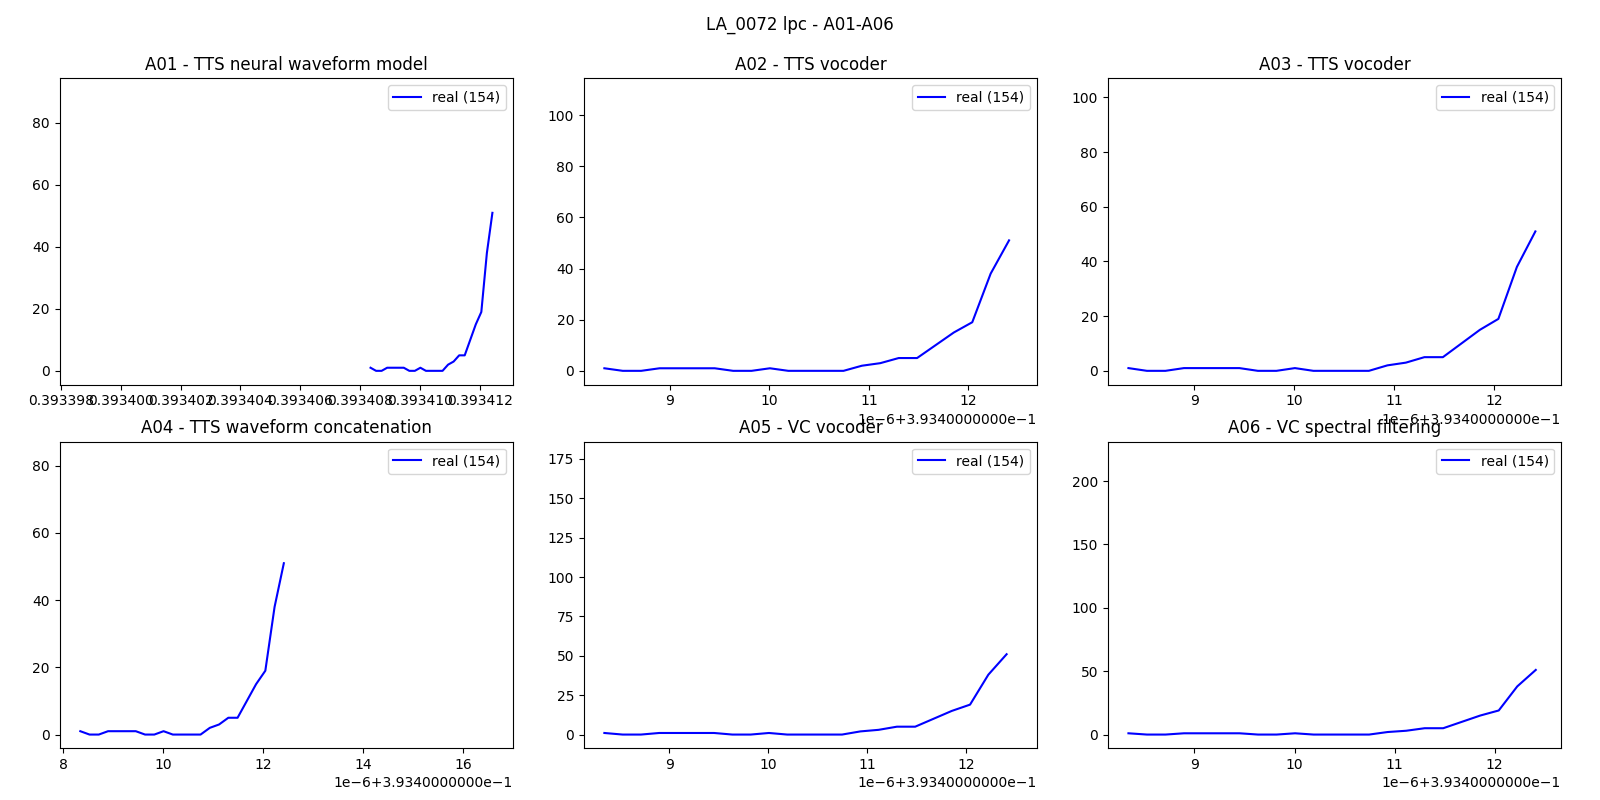 LA_0072 lpc - A01-A06
A01 - TTS neural waveform model
A02 - TTS vocoder
A03 - TTS vocoder
real (154)
real (154)
real (154)
80
60
40
20
0
100
80
60
40
20
0
100
80
60
40
20
0
0.393398 0.393400 0.393402 0.393404 0.393406 0.393408 0.393410 0.393412
9 10 11 12
1e−6+3.9340000000e−1
9 10 11 12
1e−6+3.9340000000e−1
A04 - TTS waveform concatenation
A05 - VC vocoder
A06 - VC spectral filtering
real (154)
real (154)
real (154)
80
60
40
20
0
175
150
125
100
75
50
25
0
200
150
100
50
0
8 10 12 14 16
1e−6+3.9340000000e−1
9 10 11 12
1e−6+3.9340000000e−1
9 10 11 12
1e−6+3.9340000000e−1